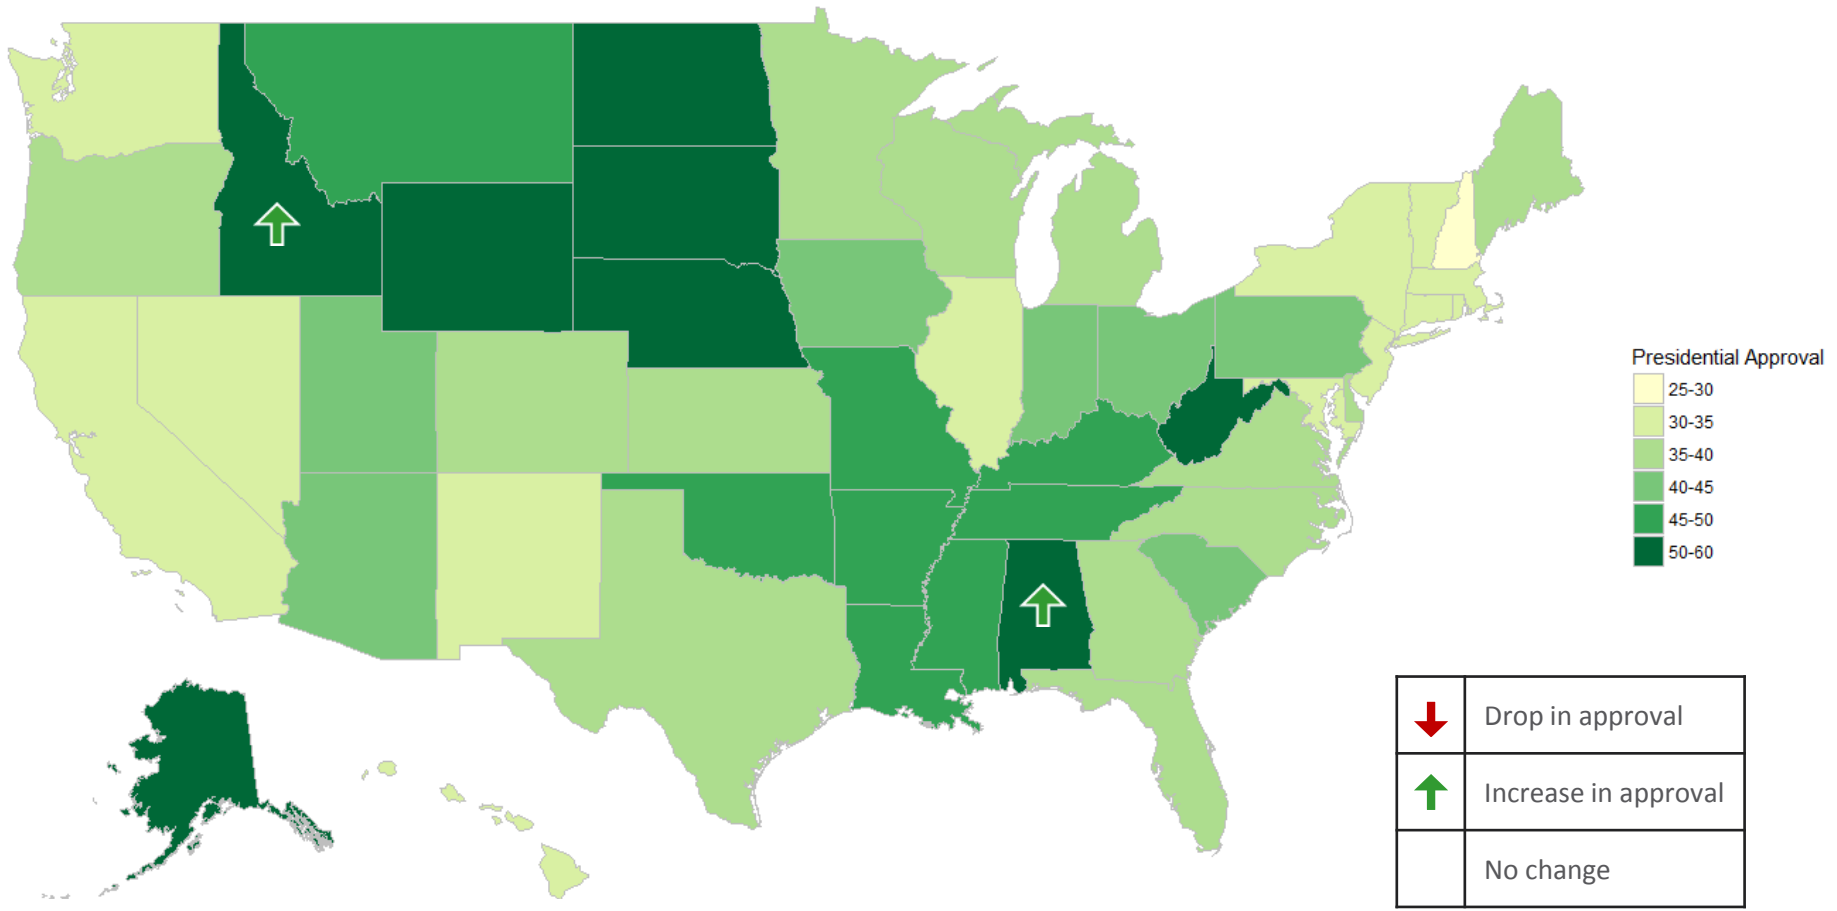 Presidential Approval
25-30
30-35
35-40
40-45
45-50
50-60
Drop in approval
Increase in approval
No change